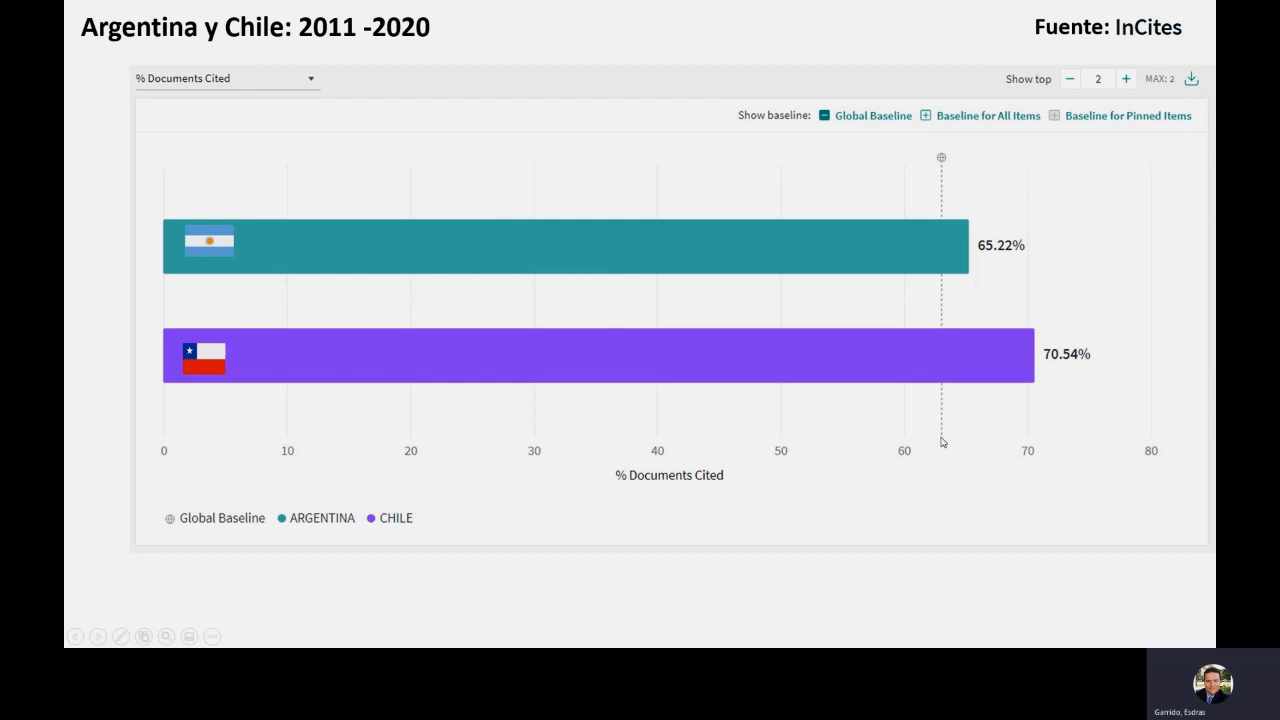 Argentina y Chile: 2011 -2020
Fuente: InCites
% Documents Cited
Show top
2
MAX: 2
Show baseline:
Global Baseline
Baseline for All Items
Baseline for Pinned Items
65.22%
70.54%
0 10 20 30 40 50 60 70 80
% Documents Cited
Global Baseline
ARGENTINA
CHILE
Garrido, Esdras